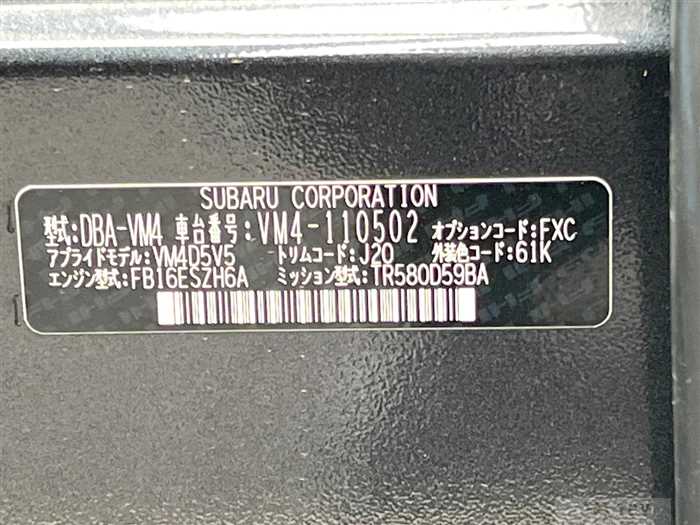 SUBARU CORPORATION
型式:DBA-VM4 車台番号:VM4-110502 オプションコード:FXC
アプライドモデル:VM4D5V5 トリムコード:J20 外装色コード:61K
エンジン型式:FB16ESZH6A ミッション型式:TR580D59BA